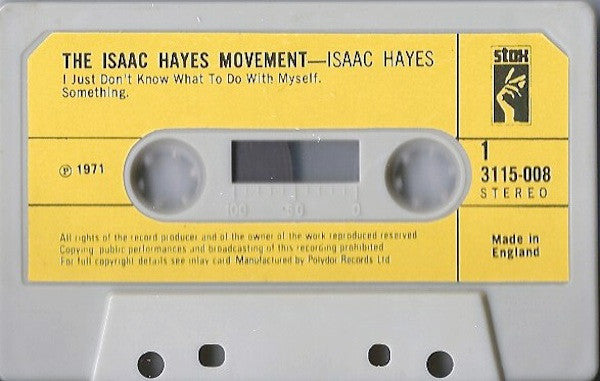 THE ISAAC HAYES MOVEMENT—ISAAC HAYES
I Just Don't Know What To Do With Myself.
Something.
stax
℗ 1971
1
3115-008
STEREO
100 50 0
All rights of the record producer and of the owner of the work reproduced reserved
Copying, public performances and broadcasting of this recording prohibited
For full copyright details see inlay card. Manufactured by Polydor Records Ltd
Made in
England